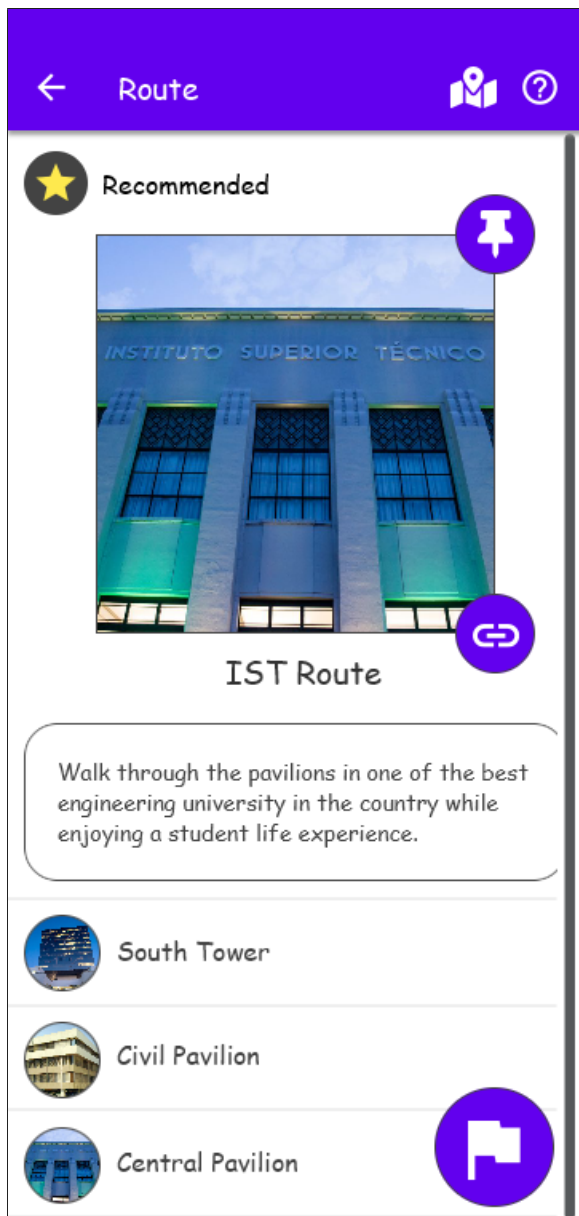 Route
Recommended
INSTITUTO SUPERIOR TÉCNICO
IST Route
Walk through the pavilions in one of the best
engineering university in the country while
enjoying a student life experience.
South Tower
Civil Pavilion
Central Pavilion